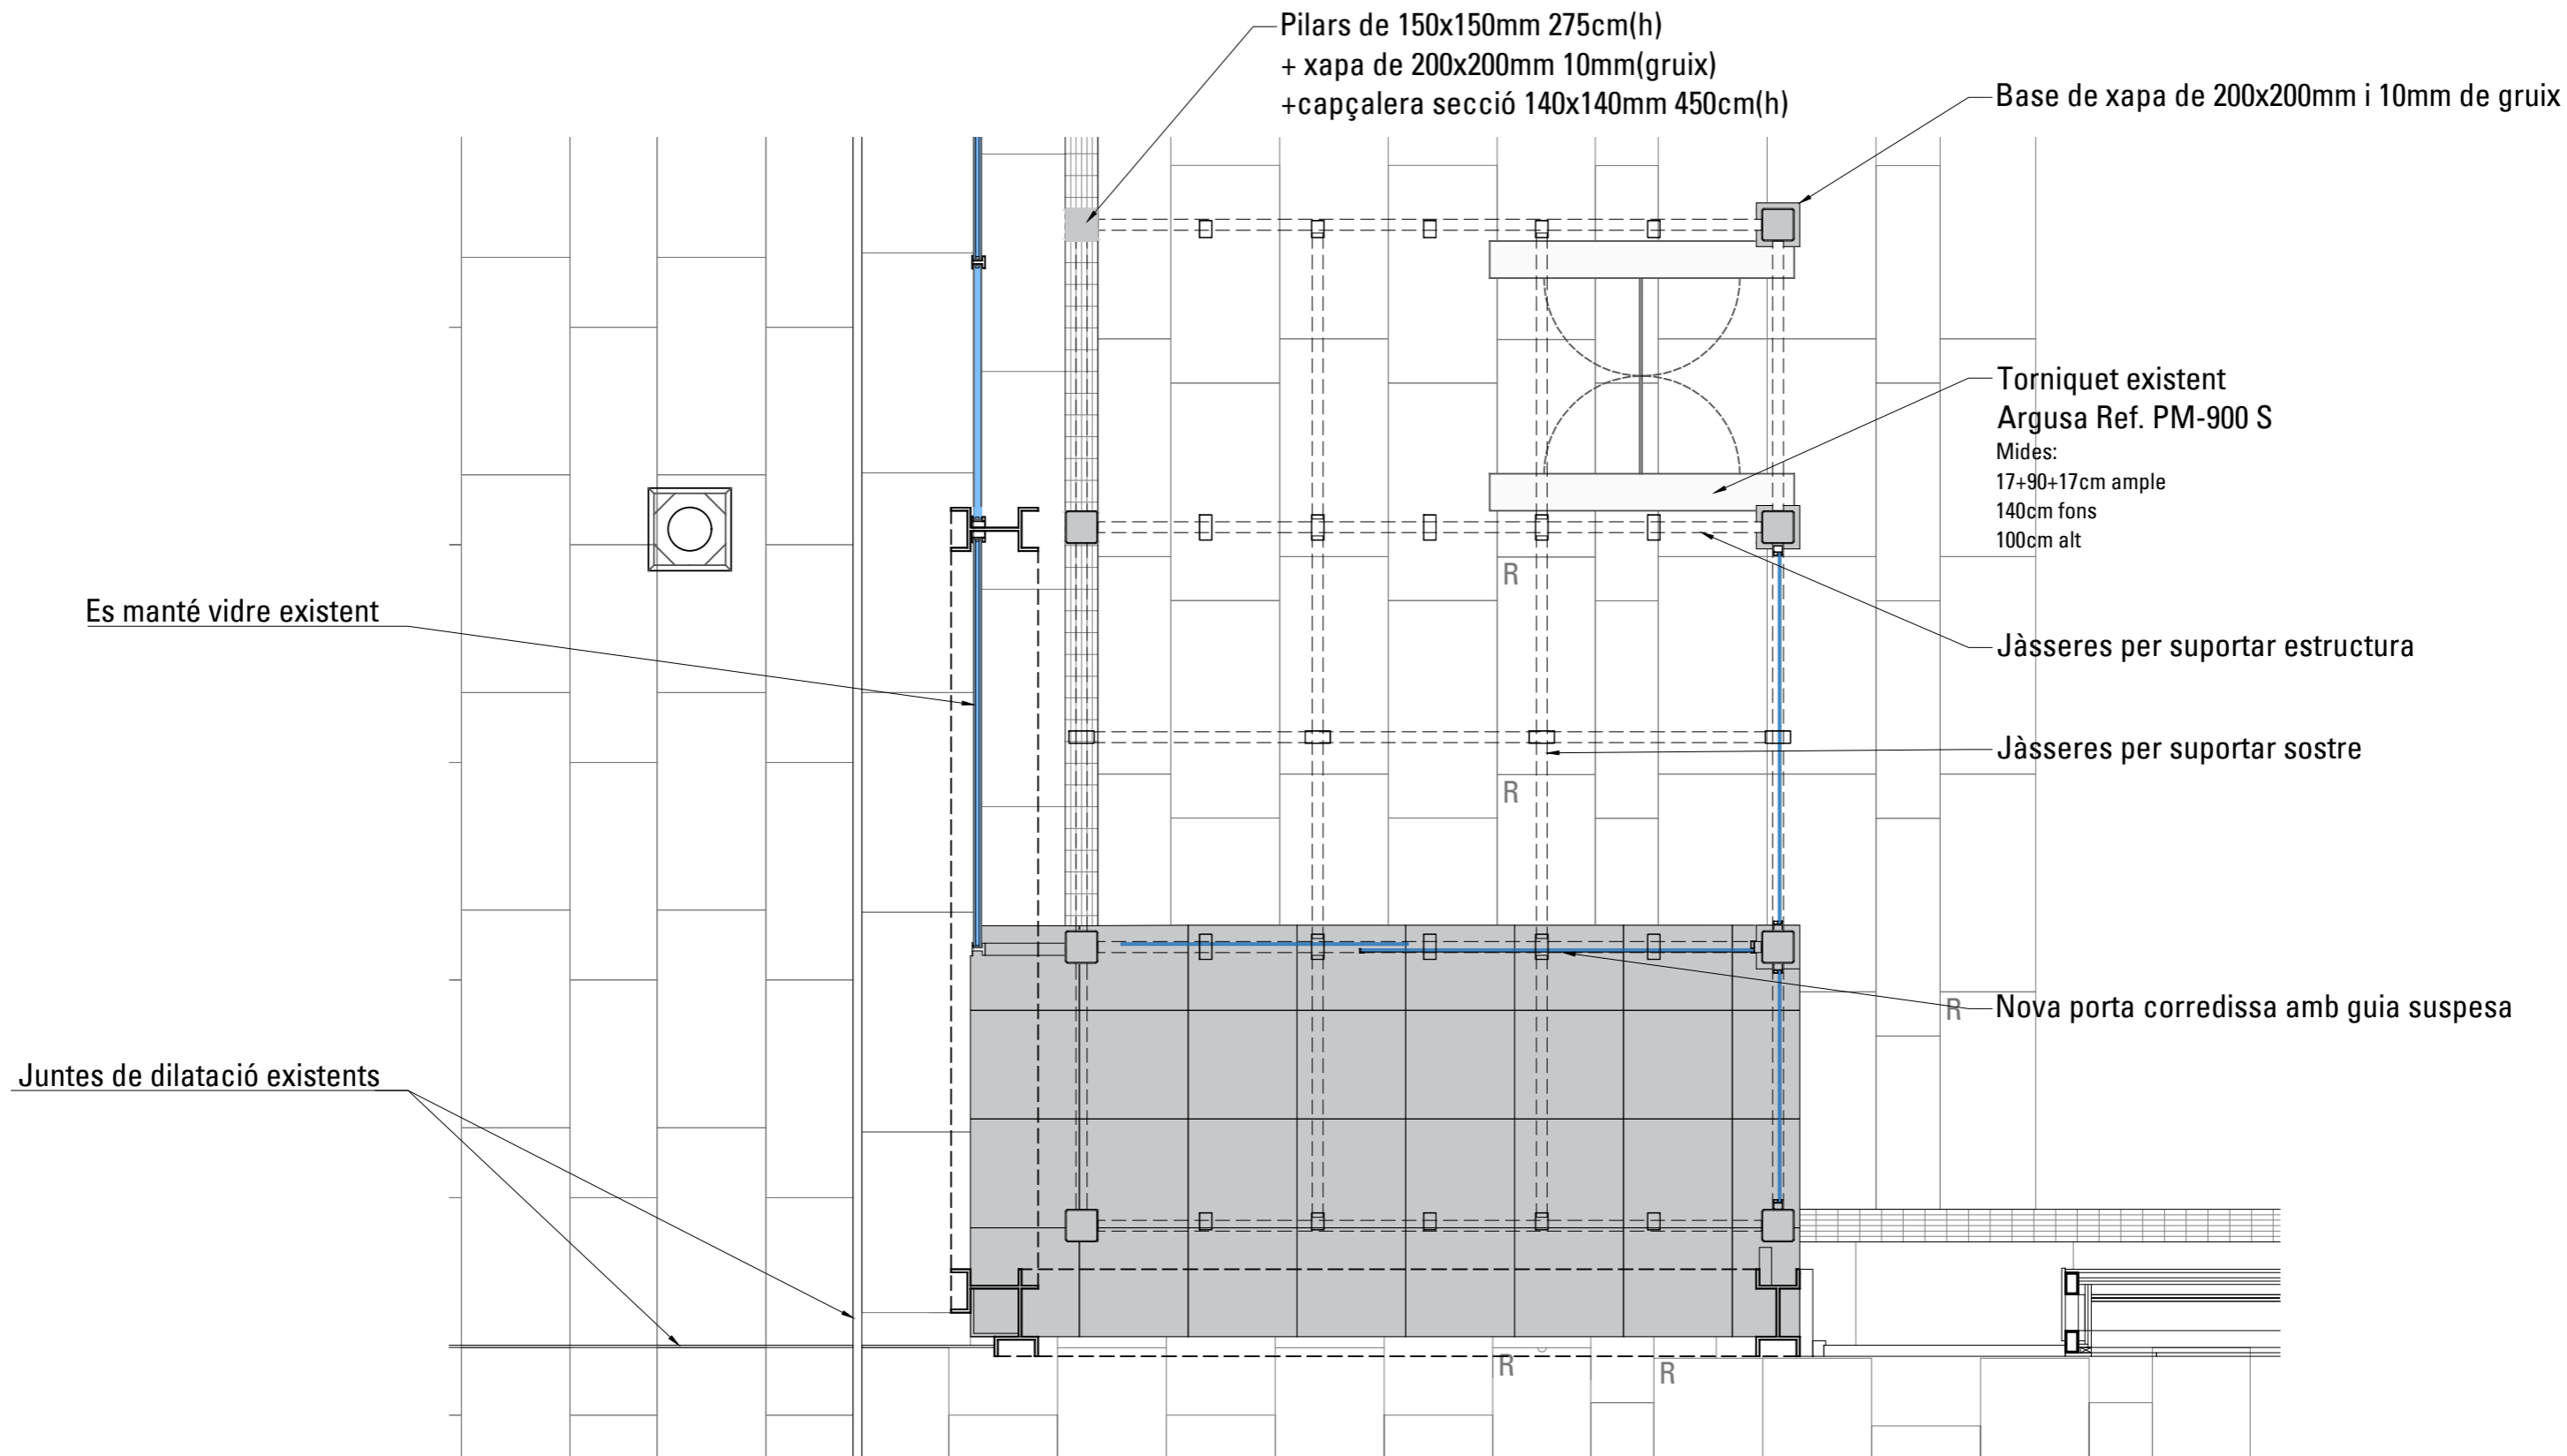 Pilars de 150x150mm 275cm(h)
+ xapa de 200x200mm 10mm(gruix)
+capçalera secció 140x140mm 450cm(h)
Base de xapa de 200x200mm i 10mm de gruix
Torniquet existent
Argusa Ref. PM-900 S
Mides:
17+90+17cm ample
140cm fons
100cm alt
R
Es manté vidre existent
Jàsseres per suportar estructura
Jàsseres per suportar sostre
R
R
Nova porta corredissa amb guia suspesa
Juntes de dilatació existents
R
R